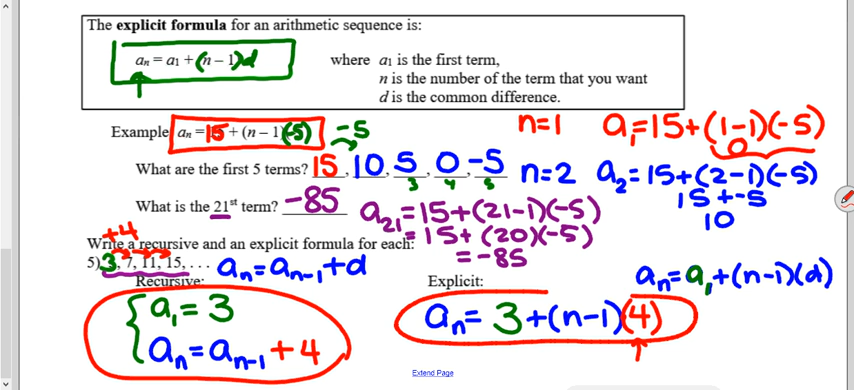 The explicit formula for an arithmetic sequence is:
aₙ = a₁ + (n – 1)d
where a₁ is the first term,
n is the number of the term that you want
d is the common difference.
Example aₙ = 15 + (n – 1)(-5) -5
n=1 a₁=15+(1-1)(-5)
0
What are the first 5 terms? 15, 10, 5, 0 -5
3 4 5
n=2 a₂=15+(2-1)(-5)
15 + -5
10
What is the 21st term? -85
a₂₁=15+(21-1)(-5)
= 15+ (20)(-5)
= -85
+4
Write a recursive and an explicit formula for each:
5) 3, 7, 11, 15, . . . aₙ=aₙ₋₁+d
aₙ=a₁+(n-1)(d)
Recursive: Explicit:
a₁=3
aₙ=aₙ₋₁+4
aₙ= 3+(n-1)(4)
Extend Page